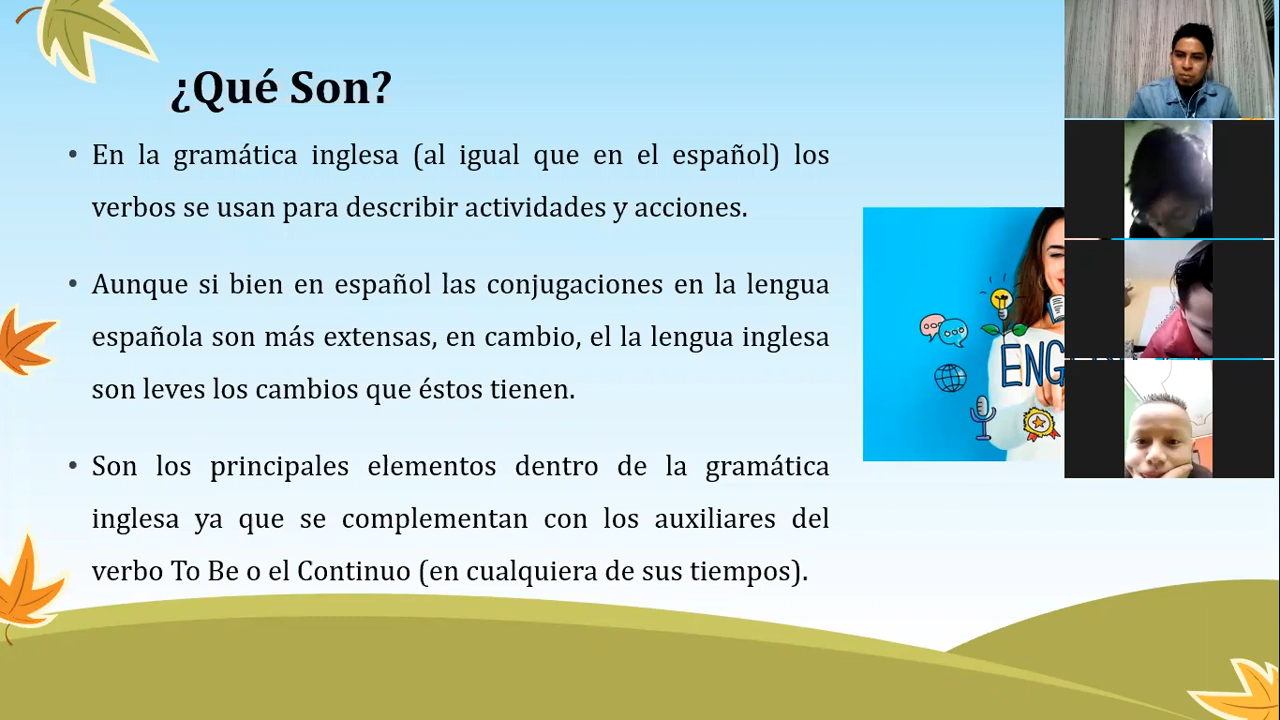 ¿Qué Son?
• En la gramática inglesa (al igual que en el español) los
verbos se usan para describir actividades y acciones.
• Aunque si bien en español las conjugaciones en la lengua
española son más extensas, en cambio, el la lengua inglesa
son leves los cambios que éstos tienen.
• Son los principales elementos dentro de la gramática
inglesa ya que se complementan con los auxiliares del
verbo To Be o el Continuo (en cualquiera de sus tiempos).
ENG